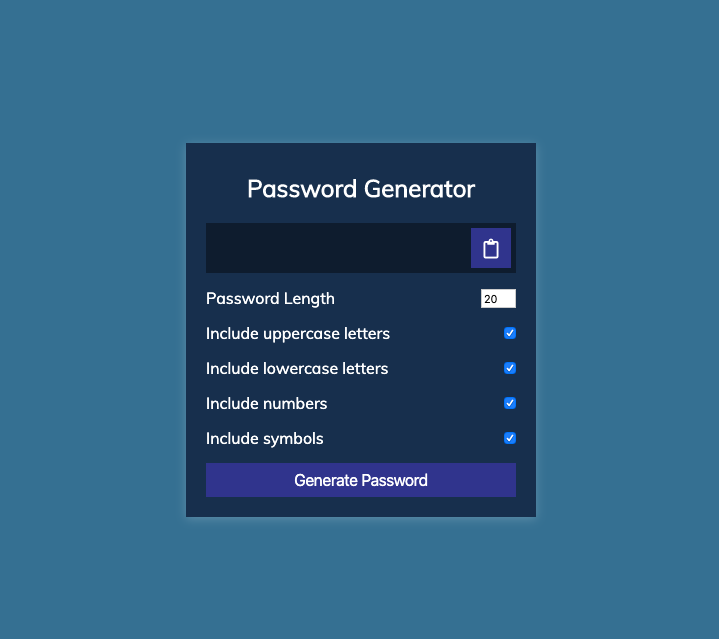 Password Generator
Password Length 20
Include uppercase letters
Include lowercase letters
Include numbers
Include symbols
Generate Password